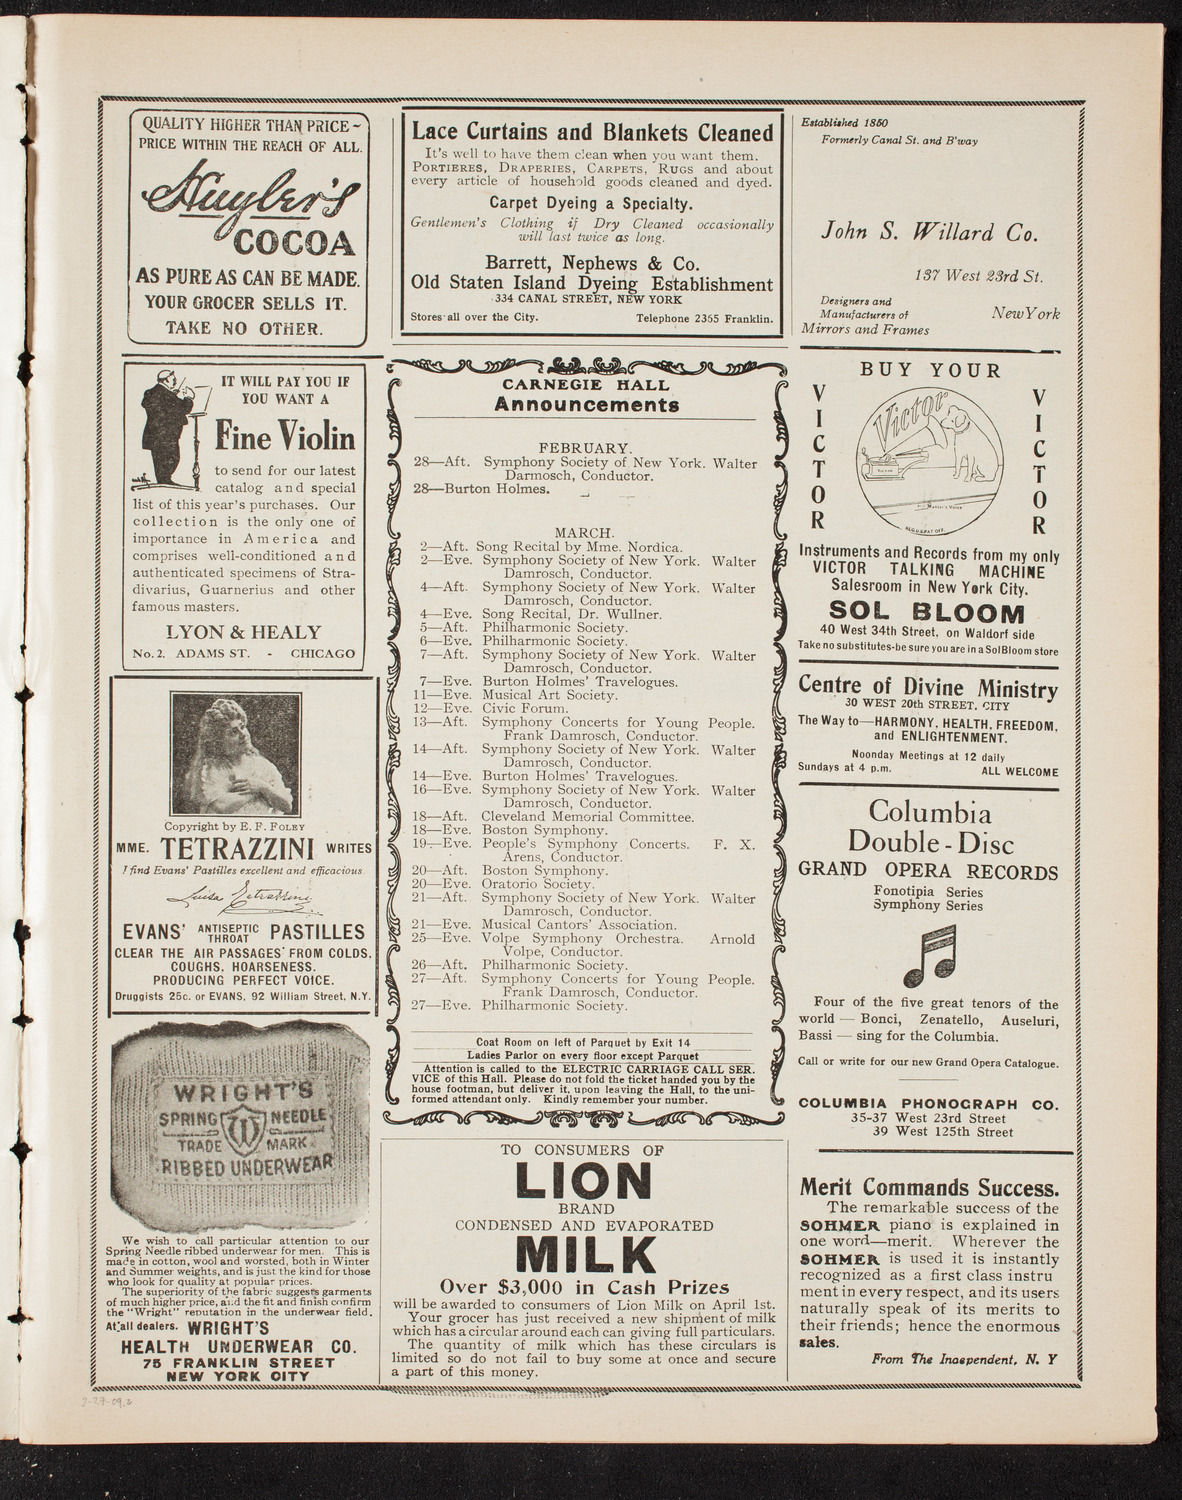 QUALITY HIGHER THAN PRICE~
PRICE WITHIN THE REACH OF ALL.
Huyler's
COCOA
AS PURE AS CAN BE MADE.
YOUR GROCER SELLS IT.
TAKE NO OTHER.
Lace Curtains and Blankets Cleaned
It's well to have them clean when you want them.
PORTIERES, DRAPERIES, CARPETS, RUGS and about
every article of household goods cleaned and dyed.
Carpet Dyeing a Specialty.
Gentlemen's Clothing if Dry Cleaned occasionally
will last twice as long.
Barrett, Nephews & Co.
Old Staten Island Dyeing Establishment
334 CANAL STREET, NEW YORK
Stores all over the City. Telephone 2365 Franklin.
Established 1850
Formerly Canal St. and B'way
John S. Willard Co.
137 West 23rd St.
Designers and
Manufacturers of New York
Mirrors and Frames
IT WILL PAY YOU IF
YOU WANT A
Fine Violin
to send for our latest
catalog and special
list of this year's purchases. Our
collection is the only one of
importance in America and
comprises well-conditioned and
authenticated specimens of Stra-
divarius, Guarnerius and other
famous masters.
LYON & HEALY
No. 2. ADAMS ST. - CHICAGO
Copyright by E. F. FOLEY
MME. TETRAZZINI WRITES
I find Evans' Pastilles excellent and efficacious
Luisa Tetrazzini
EVANS' ANTISEPTIC THROAT PASTILLES
CLEAR THE AIR PASSAGES FROM COLDS,
COUGHS, HOARSENESS.
PRODUCING PERFECT VOICE.
Druggists 25c. or EVANS, 92 William Street, N.Y.
WRIGHT'S
SPRING NEEDLE
W
TRADE MARK
RIBBED UNDERWEAR
We wish to call particular attention to our
Spring Needle ribbed underwear for men. This is
made in cotton, wool and worsted, both in Winter
and Summer weights, and is just the kind for those
who look for quality at popular prices.
The superiority of the fabric suggests garments
of much higher price, and the fit and finish confirm
the "Wright" reputation in the underwear field.
At all dealers. WRIGHT'S
HEALTH UNDERWEAR CO.
75 FRANKLIN STREET
NEW YORK CITY
CARNEGIE HALL
Announcements
FEBRUARY.
28—Aft. Symphony Society of New York. Walter
Darmosch, Conductor.
28—Burton Holmes.
MARCH.
2—Aft. Song Recital by Mme. Nordica.
2—Eve. Symphony Society of New York. Walter
Damrosch, Conductor.
4—Aft. Symphony Society of New York. Walter
Damrosch, Conductor.
4—Eve. Song Recital, Dr. Wullner.
5—Aft. Philharmonic Society.
6—Eve. Philharmonic Society.
7—Aft. Symphony Society of New York. Walter
Damrosch, Conductor.
7—Eve. Burton Holmes' Travelogues.
11—Eve. Musical Art Society.
12—Eve. Civic Forum.
13—Aft. Symphony Concerts for Young People.
Frank Damrosch, Conductor.
14—Aft. Symphony Society of New York. Walter
Damrosch, Conductor.
14—Eve. Burton Holmes' Travelogues.
16—Eve. Symphony Society of New York. Walter
Damrosch, Conductor.
18—Aft. Cleveland Memorial Committee.
18—Eve. Boston Symphony.
19—Eve. People's Symphony Concerts. F. X.
Arens, Conductor.
20—Aft. Boston Symphony.
20—Eve. Oratorio Society.
21—Aft. Symphony Society of New York. Walter
Damrosch, Conductor.
21—Eve. Musical Cantors' Association.
25—Eve. Volpe Symphony Orchestra. Arnold
Volpe, Conductor.
26—Aft. Philharmonic Society.
27—Aft. Symphony Concerts for Young People.
Frank Damrosch, Conductor.
27—Eve. Philharmonic Society.
Coat Room on left of Parquet by Exit 14
Ladies Parlor on every floor except Parquet
Attention is called to the ELECTRIC CARRIAGE CALL SER.
VICE of this Hall. Please do not fold the ticket handed you by the
house footman, but deliver it, upon leaving the Hall, to the uni-
formed attendant only. Kindly remember your number.
TO CONSUMERS OF
LION
BRAND
CONDENSED AND EVAPORATED
MILK
Over $3,000 in Cash Prizes
will be awarded to consumers of Lion Milk on April 1st.
Your grocer has just received a new shipment of milk
which has a circular around each can giving full particulars.
The quantity of milk which has these circulars is
limited so do not fail to buy some at once and secure
a part of this money.
BUY YOUR
VICTOR
Victor
VICTOR
His Master's Voice
REG. U.S. PAT. OFF.
Instruments and Records from my only
VICTOR TALKING MACHINE
Salesroom in New York City.
SOL BLOOM
40 West 34th Street, on Waldorf side
Take no substitutes-be sure you are in a Sol Bloom store
Centre of Divine Ministry
30 WEST 20th STREET, CITY
The Way to—HARMONY, HEALTH, FREEDOM,
and ENLIGHTENMENT.
Noonday Meetings at 12 daily
Sundays at 4 p.m. ALL WELCOME
Columbia
Double-Disc
GRAND OPERA RECORDS
Fonotipia Series
Symphony Series
Four of the five great tenors of the
world — Bonci, Zenatello, Auseluri,
Bassi — sing for the Columbia.
Call or write for our new Grand Opera Catalogue.
COLUMBIA PHONOGRAPH CO.
35-37 West 23rd Street
39 West 125th Street
Merit Commands Success.
The remarkable success of the
SOHMER piano is explained in
one word—merit. Wherever the
SOHMER is used it is instantly
recognized as a first class instru
ment in every respect, and its users
naturally speak of its merits to
their friends; hence the enormous
sales.
From The Independent, N. Y
2-27-09,2